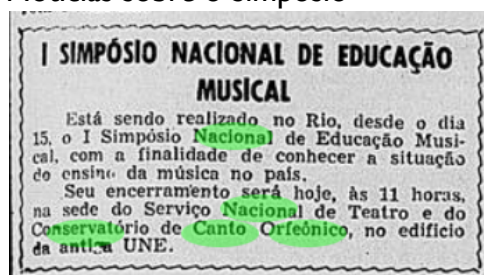 Notícias sobre o Simpósio
I SIMPÓSIO NACIONAL DE EDUCAÇÃO
MUSICAL
Está sendo realizado no Rio, desde o dia
15, o I Simpósio Nacional de Educação Musi-
cal, com a finalidade de conhecer a situação
do ensino da música no país.
Seu encerramento será hoje, às 11 horas,
na sede do Serviço Nacional de Teatro e do
Conservatório de Canto Orfeônico, no edifício
da antiga UNE.